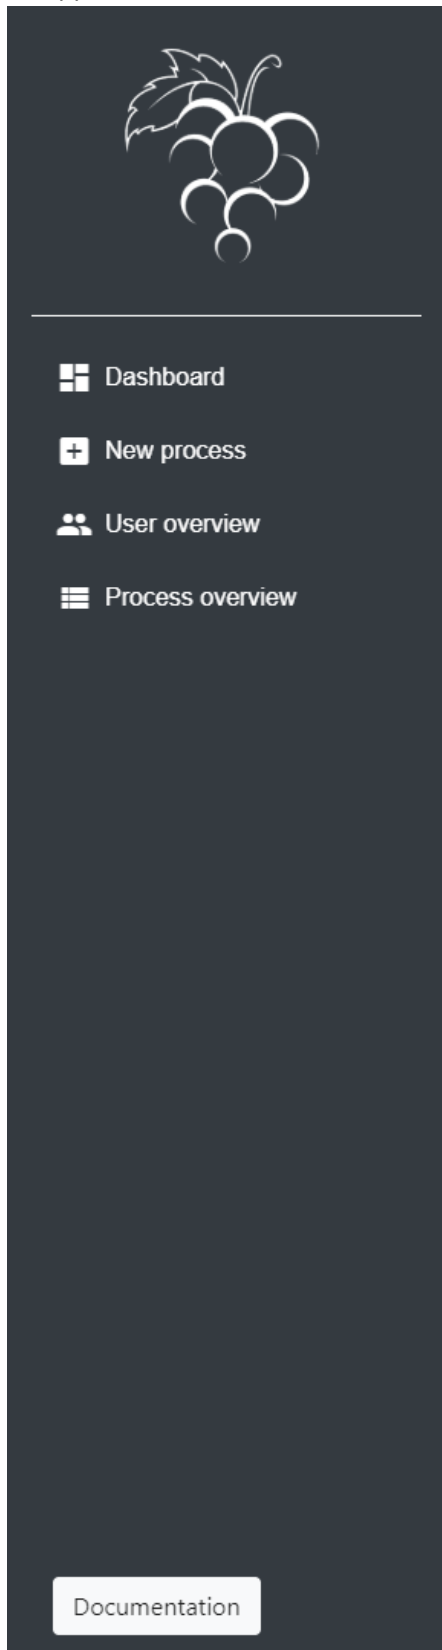 Dashboard
New process
User overview
Process overview
Documentation